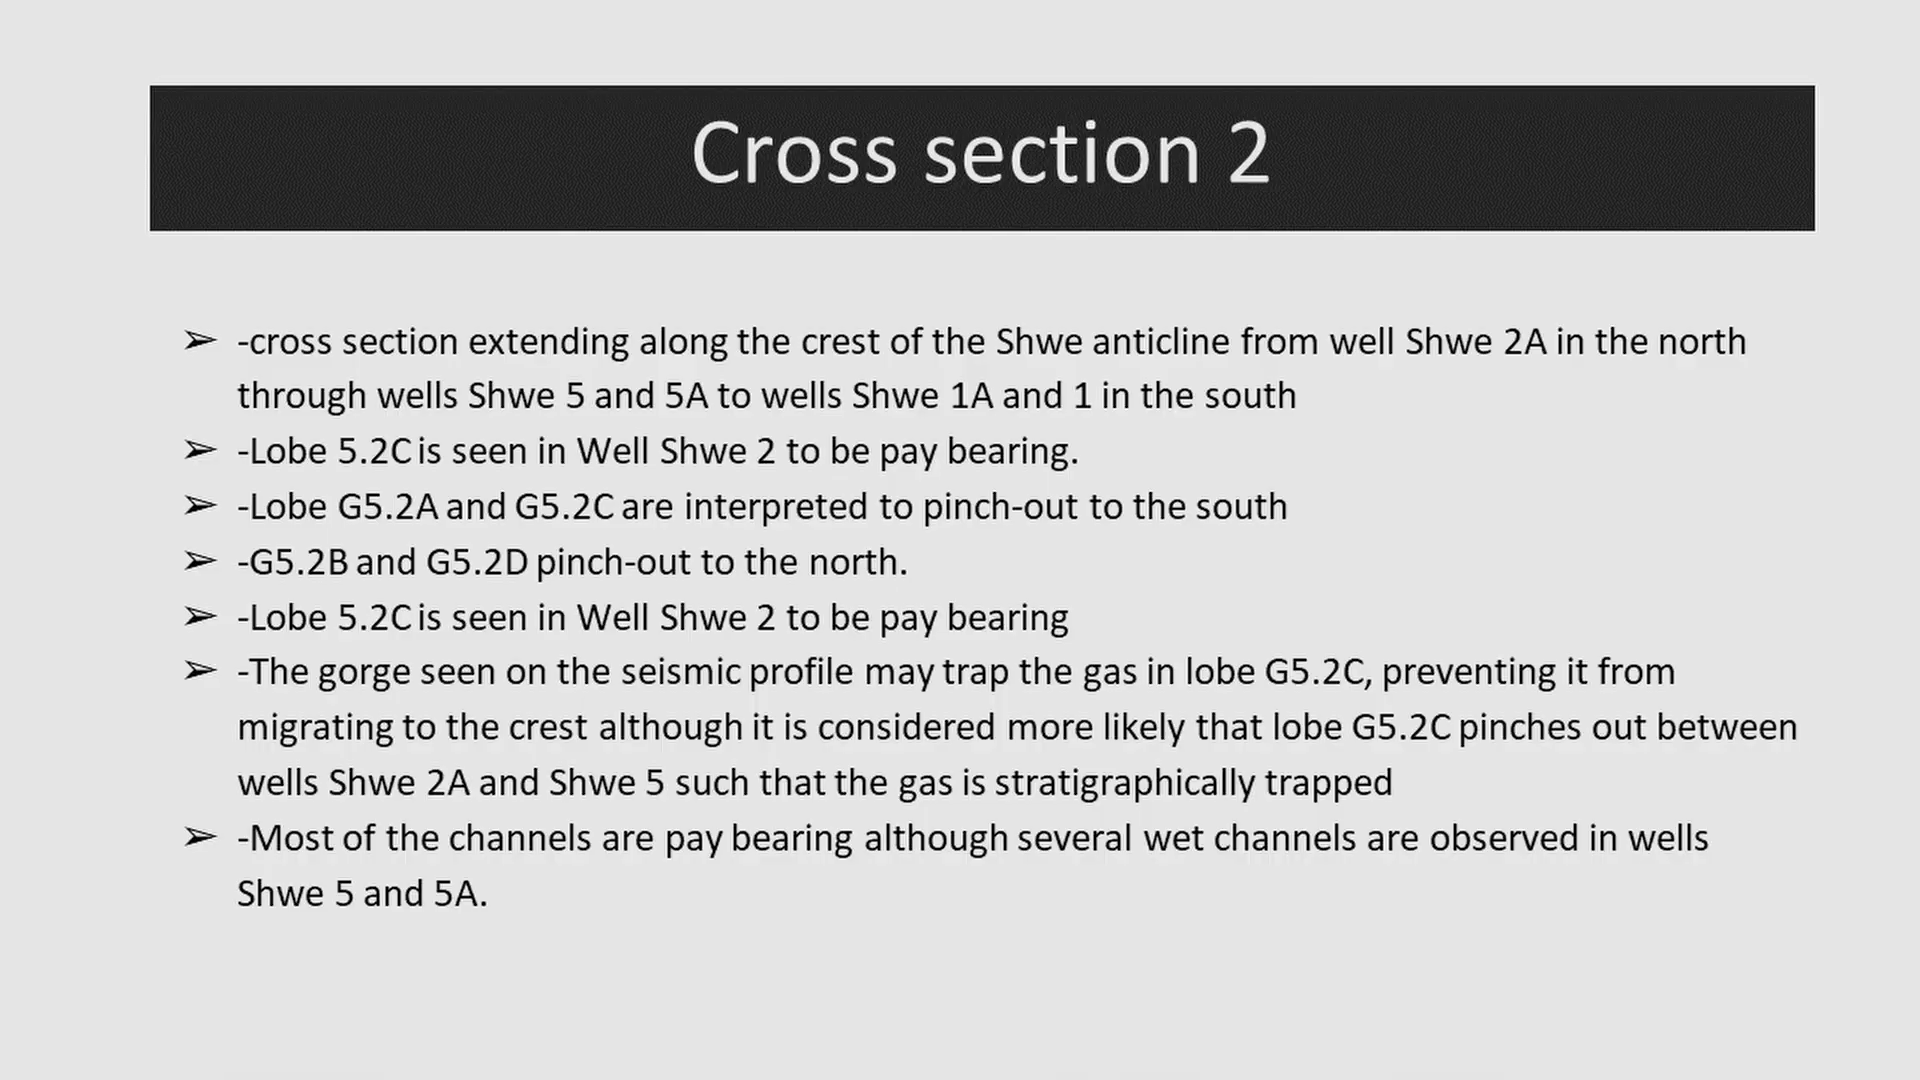 Cross section 2
➢ -cross section extending along the crest of the Shwe anticline from well Shwe 2A in the north
through wells Shwe 5 and 5A to wells Shwe 1A and 1 in the south
➢ -Lobe 5.2C is seen in Well Shwe 2 to be pay bearing.
➢ -Lobe G5.2A and G5.2C are interpreted to pinch-out to the south
➢ -G5.2B and G5.2D pinch-out to the north.
➢ -Lobe 5.2C is seen in Well Shwe 2 to be pay bearing
➢ -The gorge seen on the seismic profile may trap the gas in lobe G5.2C, preventing it from
migrating to the crest although it is considered more likely that lobe G5.2C pinches out between
wells Shwe 2A and Shwe 5 such that the gas is stratigraphically trapped
➢ -Most of the channels are pay bearing although several wet channels are observed in wells
Shwe 5 and 5A.